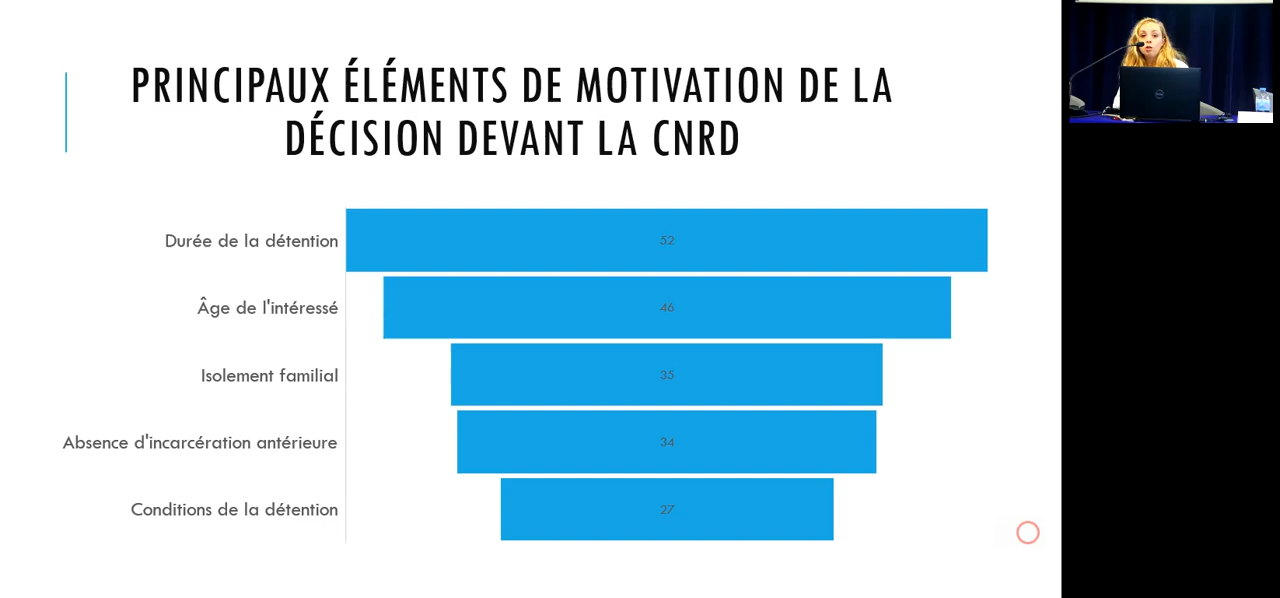 PRINCIPAUX ÉLÉMENTS DE MOTIVATION DE LA
DÉCISION DEVANT LA CNRD
Durée de la détention
52
Âge de l'intéressé
46
Isolement familial
35
Absence d'incarcération antérieure
34
Conditions de la détention
27